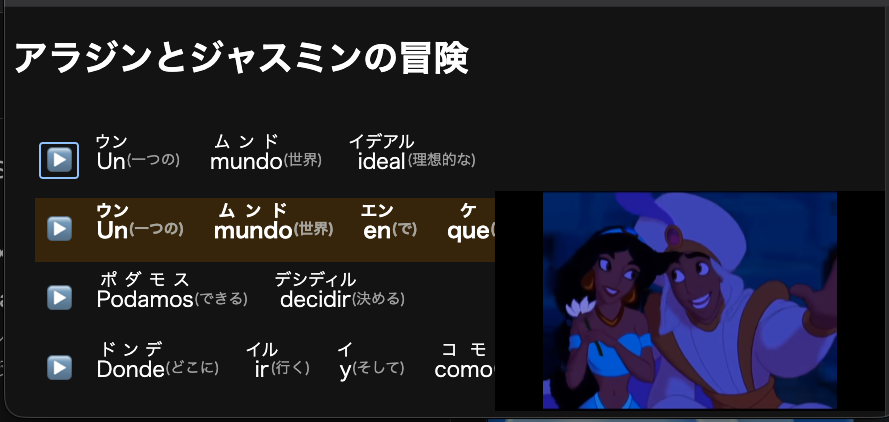 アラジンとジャスミンの冒険
ウン ムンド イデアル
Un(一つの) mundo(世界) ideal(理想的な)
ウン ムンド エン ケ
Un(一つの) mundo(世界) en(で) que(
ポダモス デシディル
Podamos(できる) decidir(決める)
ドンデ イル イ コモ
Donde(どこに) ir(行く) y(そして) como(